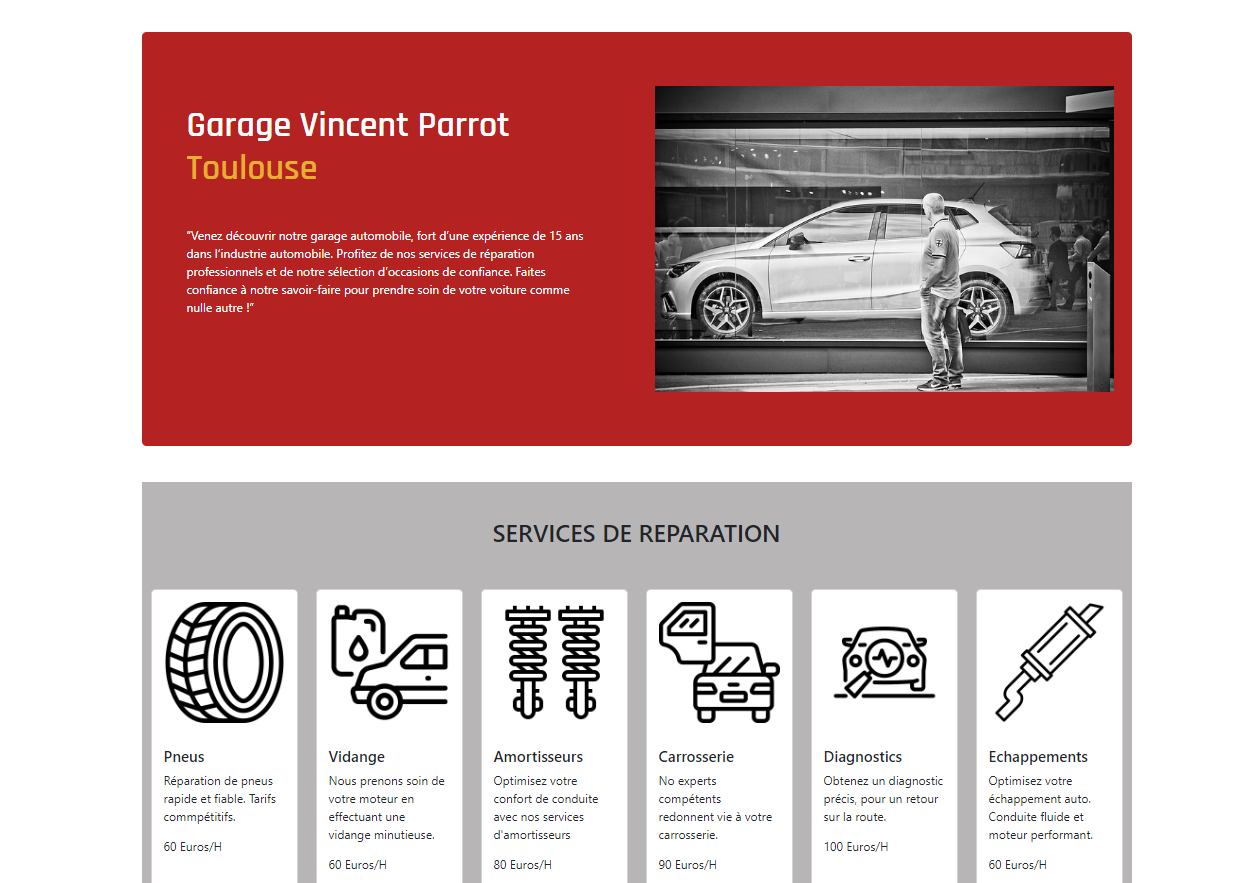 Garage Vincent Parrot
Toulouse
"Venez découvrir notre garage automobile, fort d'une expérience de 15 ans
dans l'industrie automobile. Profitez de nos services de réparation
professionnels et de notre sélection d'occasions de confiance. Faites
confiance à notre savoir-faire pour prendre soin de votre voiture comme
nulle autre !"
SERVICES DE REPARATION
Pneus
Réparation de pneus
rapide et fiable. Tarifs
commpétitifs.
60 Euros/H
Vidange
Nous prenons soin de
votre moteur en
effectuant une
vidange minutieuse.
60 Euros/H
Amortisseurs
Optimisez votre
confort de conduite
avec nos services
d'amortisseurs
80 Euros/H
Carrosserie
No experts
compétents
redonnent vie à votre
carrosserie.
90 Euros/H
Diagnostics
Obtenez un diagnostic
précis, pour un retour
sur la route.
100 Euros/H
Echappements
Optimisez votre
échappement auto.
Conduite fluide et
moteur performant.
60 Euros/H